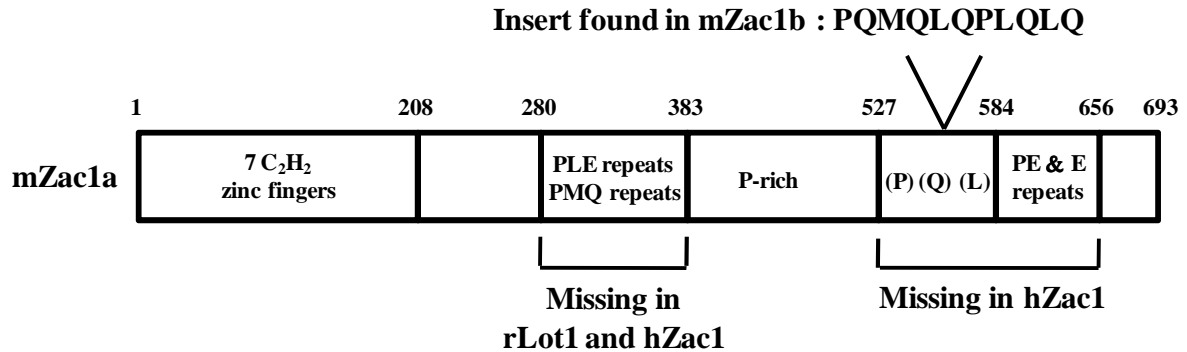 Insert found in mZac1b : PQMQLQPLQLQ
1 208 280 383 527 584 656 693
mZac1a
7 C₂H₂
zinc fingers
PLE repeats
PMQ repeats
P-rich
(P) (Q) (L)
PE & E
repeats
Missing in
rLot1 and hZac1
Missing in hZac1